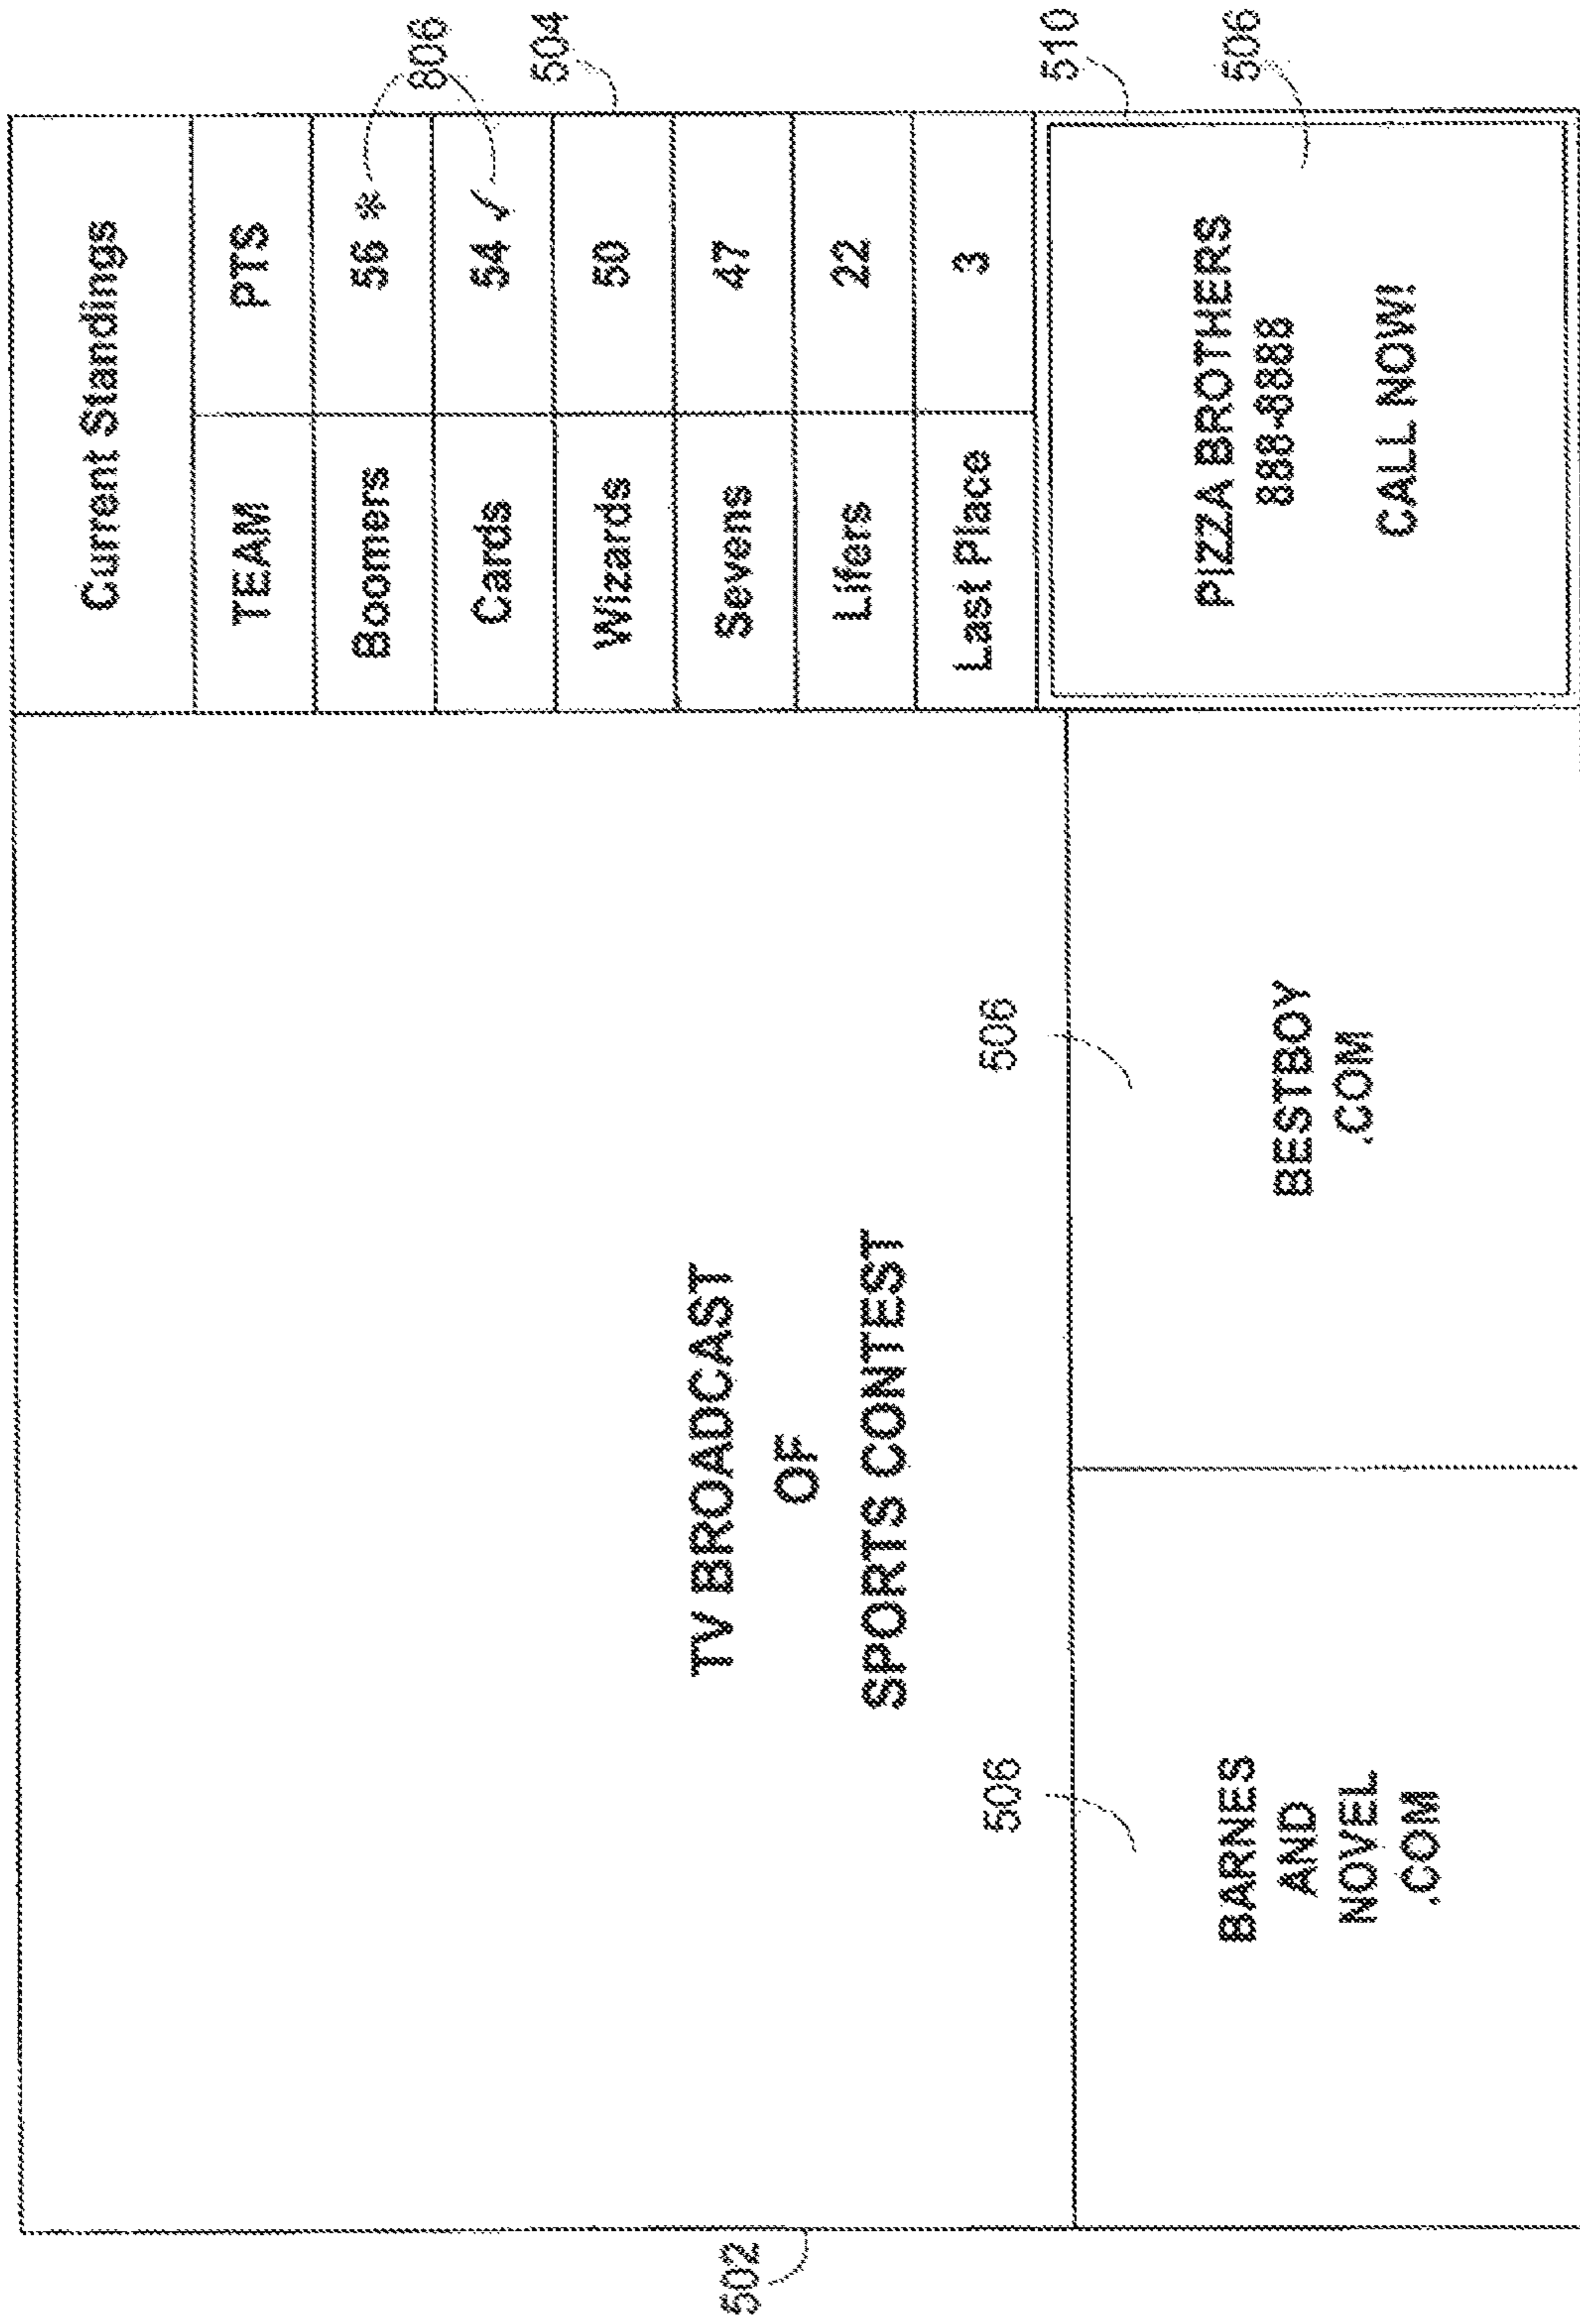 502
TV BROADCAST
OF
SPORTS CONTEST
Current Standings
TEAM PTS
Boomers 56 *
Cards 54 ✓
Wizards 50
Sevens 47
Lifers 22
Last Place 3
806
504
506
BARNES
AND
NOVEL
.COM
506
BESTBOY
.COM
510
506
PIZZA BROTHERS
888-8888
CALL NOW!